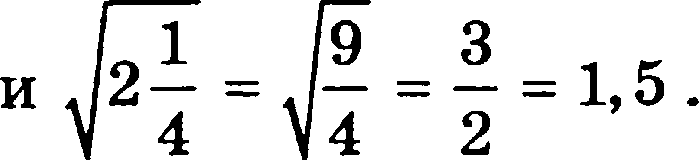 и √(2 1/4) = √(9/4) = 3/2 = 1,5 .